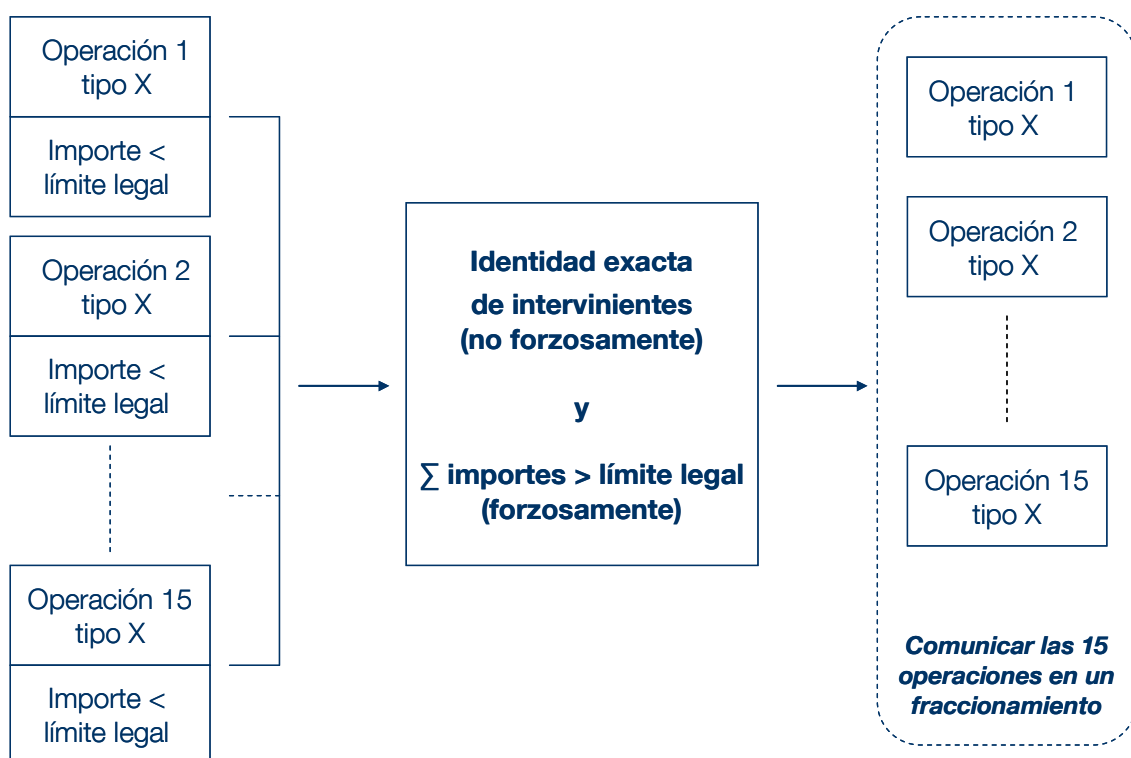 Operación 1
tipo X
Importe <
límite legal
Operación 2
tipo X
Importe <
límite legal
Operación 15
tipo X
Importe <
límite legal
Identidad exacta
de intervinientes
(no forzosamente)
y
∑ importes > límite legal
(forzosamente)
Operación 1
tipo X
Operación 2
tipo X
Operación 15
tipo X
Comunicar las 15
operaciones en un
fraccionamiento